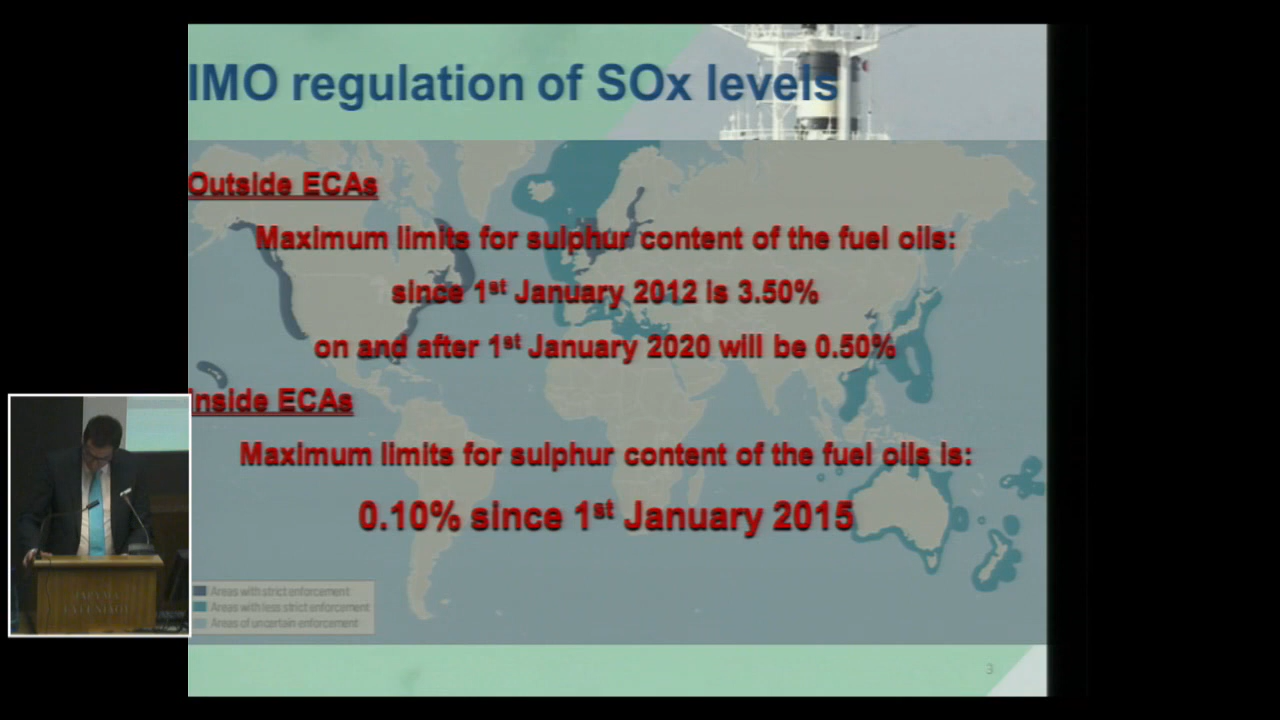 IMO regulation of SOx levels
Outside ECAs
Maximum limits for sulphur content of the fuel oils:
since 1st January 2012 is 3.50%
on and after 1st January 2020 will be 0.50%
Inside ECAs
Maximum limits for sulphur content of the fuel oils is:
0.10% since 1st January 2015
Areas with strict enforcement
Areas with less strict enforcement
Areas of uncertain enforcement
3